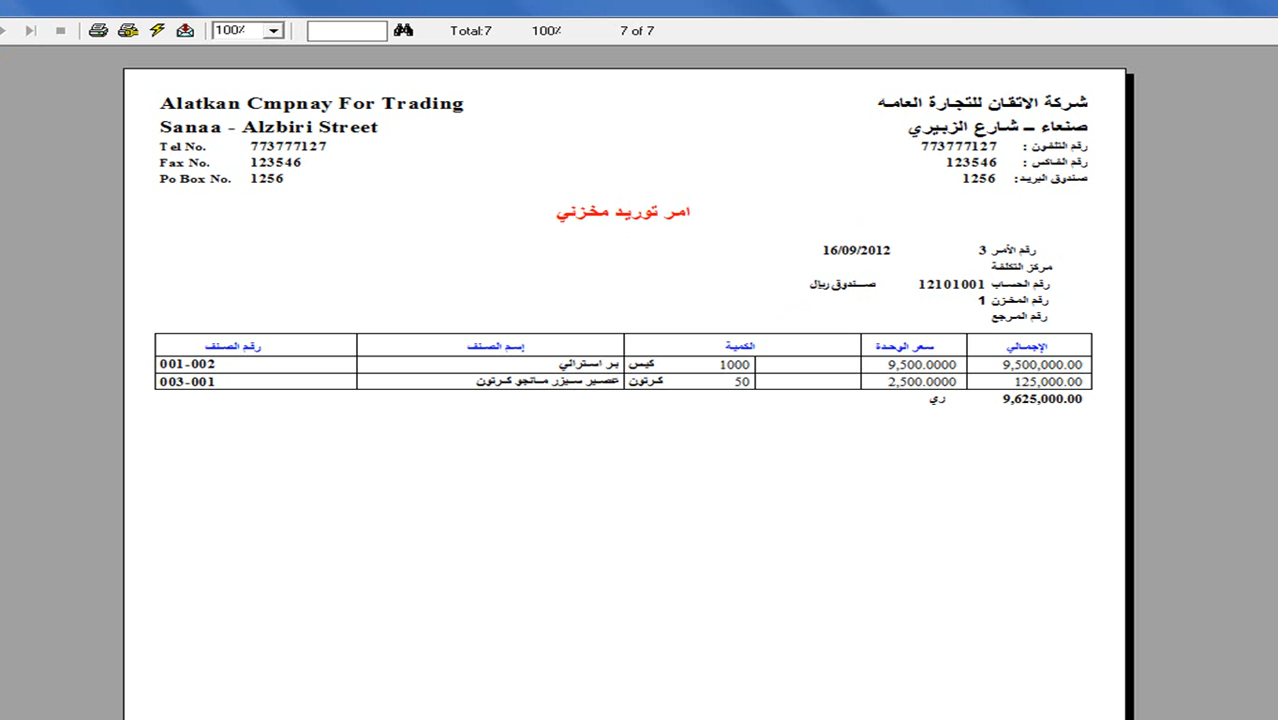 100% Total:7 100% 7 of 7
Alatkan Cmpnay For Trading
شركة الاتقان للتجارة العامه
Sanaa - Alzbiri Street
صنعاء – شارع الزبيري
Tel No. 773777127
رقم التلفون : 773777127
Fax No. 123546
رقم الفاكس : 123546
Po Box No. 1256
صندوق البريد: 1256
امر توريد مخزني
رقم الأمر 3 16/09/2012
مركز التكلفة
رقم الحساب 12101001 صندوق ريال
رقم المخزن 1
رقم المرجع
رقم الصنف إسم الصنف الكمية سعر الوحدة الإجمالي
001-002 بر استرالي كيس 1000 9,500.0000 9,500,000.00
003-001 عصير سيزر مانجو كرتون كرتون 50 2,500.0000 125,000.00
ري 9,625,000.00